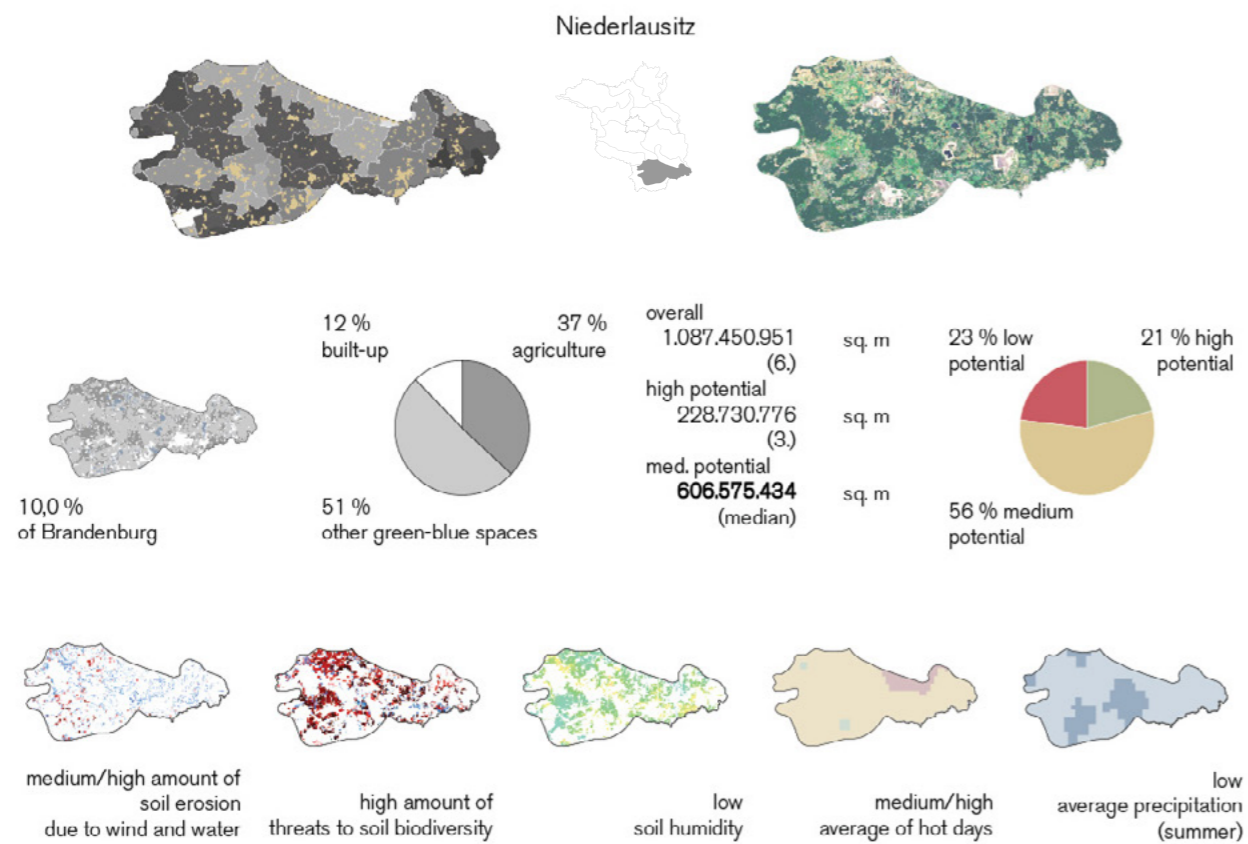 Niederlausitz
12 %
built-up
37 %
agriculture
51 %
other green-blue spaces
10,0 %
of Brandenburg
overall
1.087.450.951 sq. m
(6.)
high potential
228.730.776 sq. m
(3.)
med. potential
606.575.434 sq. m
(median)
23 % low
potential
21 % high
potential
56 % medium
potential
medium/high amount of
soil erosion
due to wind and water
high amount of
threats to soil biodiversity
low
soil humidity
medium/high
average of hot days
low
average precipitation
(summer)